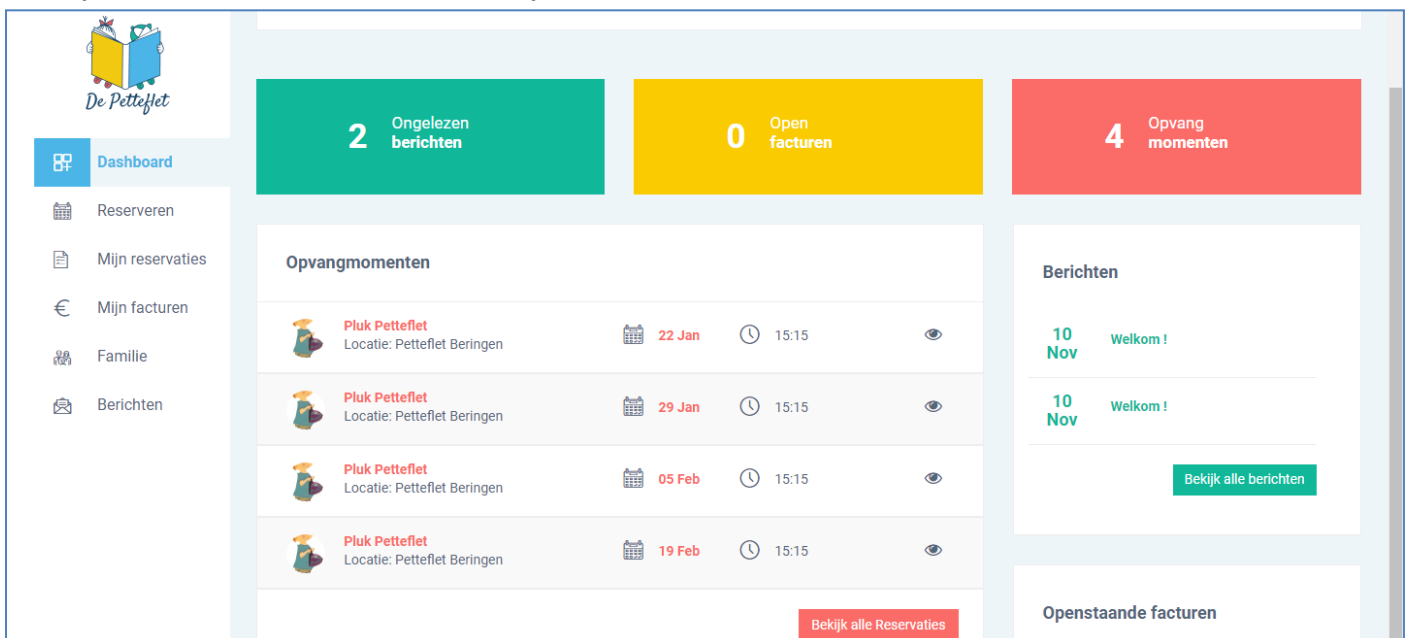 De Petteflet
Dashboard
Reserveren
Mijn reservaties
Mijn facturen
Familie
Berichten
2 Ongelezen
berichten
0 Open
facturen
4 Opvang
momenten
Opvangmomenten
Pluk Petteflet
Locatie: Petteflet Beringen
22 Jan
15:15
Pluk Petteflet
Locatie: Petteflet Beringen
29 Jan
15:15
Pluk Petteflet
Locatie: Petteflet Beringen
05 Feb
15:15
Pluk Petteflet
Locatie: Petteflet Beringen
19 Feb
15:15
Bekijk alle Reservaties
Berichten
10
Nov
Welkom !
10
Nov
Welkom !
Bekijk alle berichten
Openstaande facturen